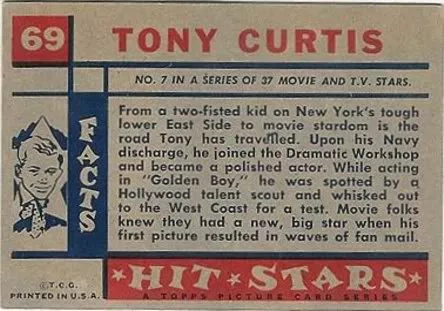 69 TONY CURTIS
NO. 7 IN A SERIES OF 37 MOVIE AND T.V. STARS.
FACTS
From a two-fisted kid on New York's tough
lower East Side to movie stardom is the
road Tony has travelled. Upon his Navy
discharge, he joined the Dramatic Workshop
and became a polished actor. While acting
in "Golden Boy," he was spotted by a
Hollywood talent scout and whisked out
to the West Coast for a test. Movie folks
knew they had a new, big star when his
first picture resulted in waves of fan mail.
©T.C.G.
PRINTED IN U.S.A.
★HIT★STARS★
A TOPPS PICTURE CARD SERIES